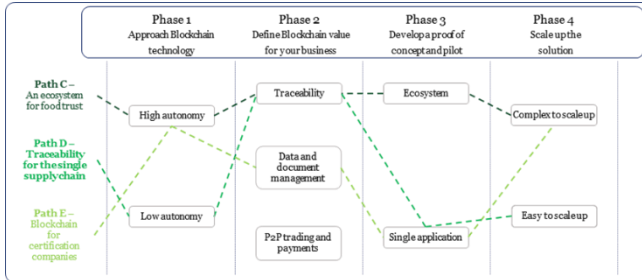 Phase 1
Approach Blockchain
technology
Phase 2
Define Blockchain value
for your business
Phase 3
Develop a proof of
concept and pilot
Phase 4
Scale up the
solution
Path C –
An ecosystem
for food trust
High autonomy
Traceability
Ecosystem
Complex to scale up
Path D –
Traceability
for the single
supply chain
Data and
document
management
Low autonomy
Easy to scale up
Path E –
Blockchain
for
certification
companies
P2P trading and
payments
Single application